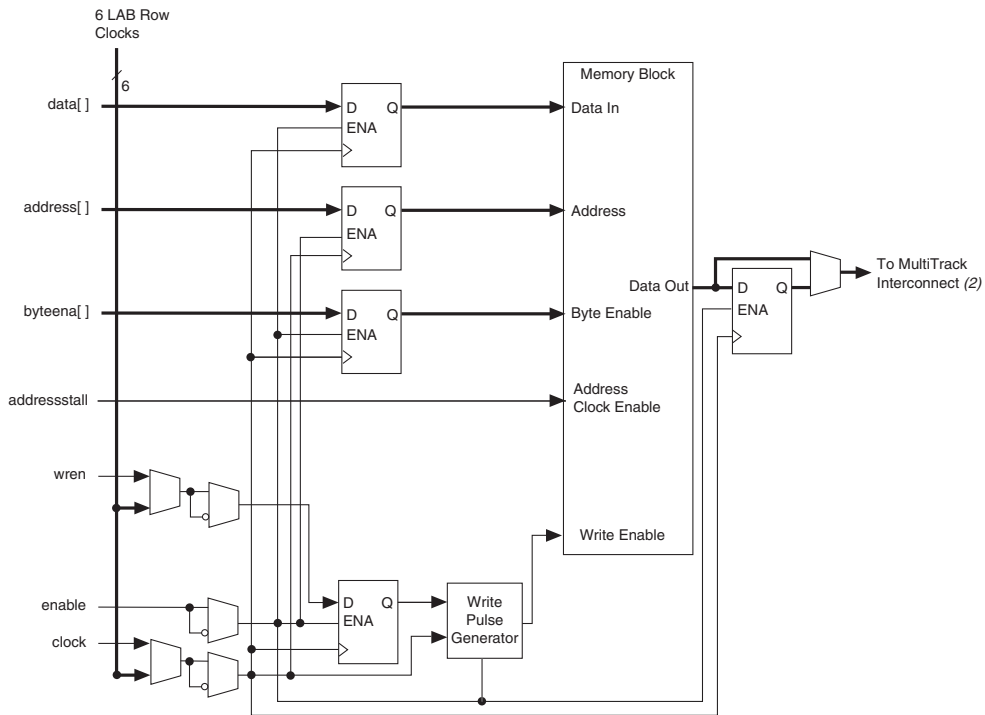 6 LAB Row
Clocks
6
data[ ]
D Q
ENA
Memory Block
Data In
address[ ]
D Q
ENA
Address
To MultiTrack
Interconnect (2)
Data Out
D Q
ENA
byteena[ ]
D Q
ENA
Byte Enable
addressstall
Address
Clock Enable
wren
Write Enable
enable
D Q
ENA
Write
Pulse
Generator
clock